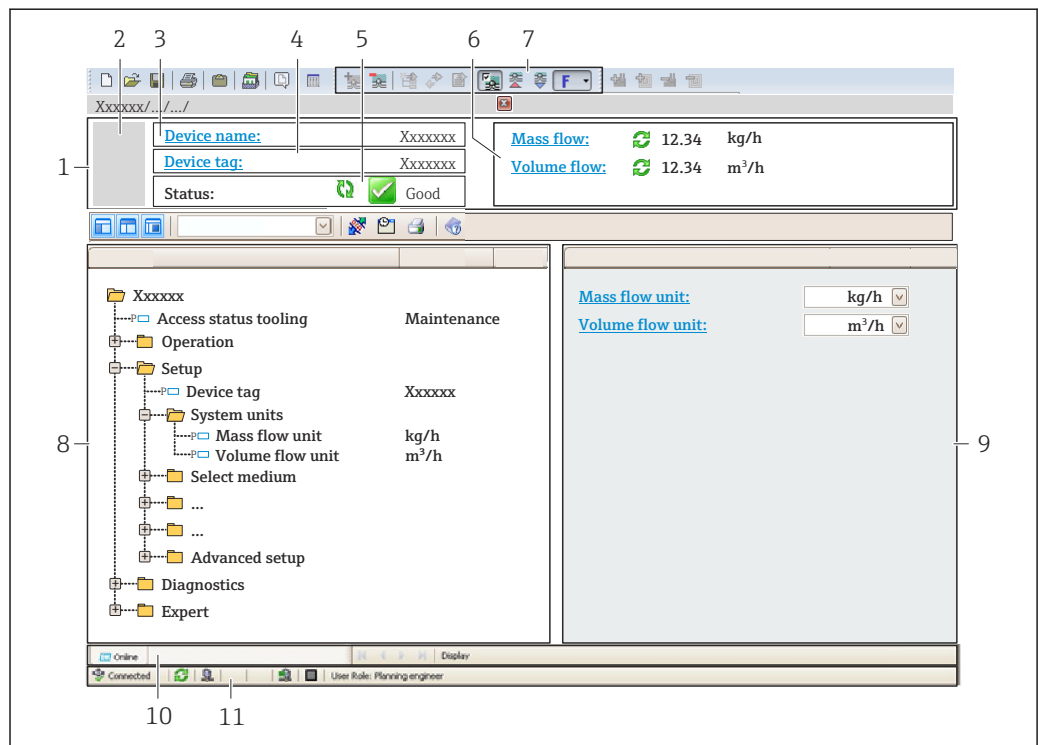 2 3 4 5 6 7
F
Xxxxxx/.../.../
Device name: Xxxxxxx
Device tag: Xxxxxxx
Status: Good
Mass flow: 12.34 kg/h
Volume flow: 12.34 m³/h
1
Xxxxxx
P Access status tooling Maintenance
Operation
Setup
P Device tag Xxxxxx
System units
P Mass flow unit kg/h
P Volume flow unit m³/h
Select medium
...
...
Advanced setup
Diagnostics
Expert
Mass flow unit: kg/h
Volume flow unit: m³/h
8
9
Online Display
Connected User Role: Planning engineer
10 11